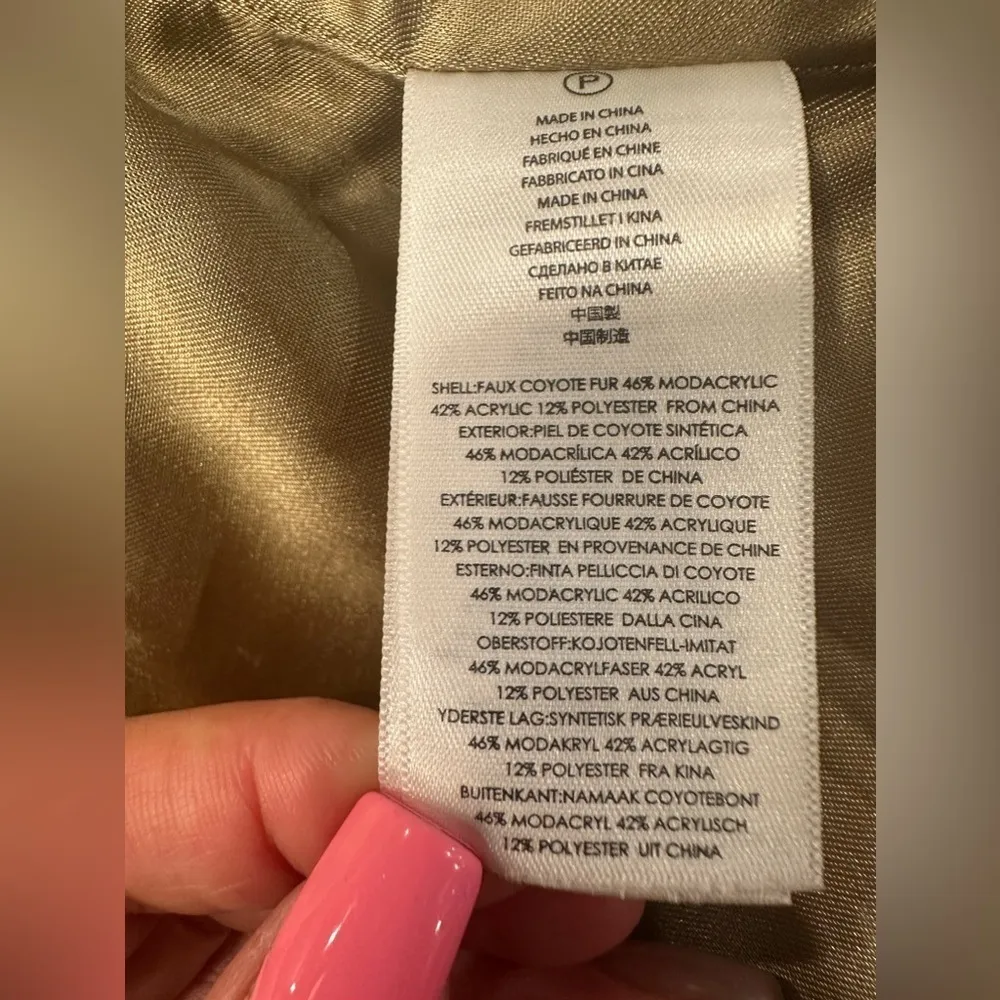 P
MADE IN CHINA
HECHO EN CHINA
FABRIQUÉ EN CHINE
FABBRICATO IN CINA
MADE IN CHINA
FREMSTILLET I KINA
GEFABRICEERD IN CHINA
СДЕЛАНО В КИТАЕ
FEITO NA CHINA
中国製
中国制造
SHELL:FAUX COYOTE FUR 46% MODACRYLIC
42% ACRYLIC 12% POLYESTER FROM CHINA
EXTERIOR:PIEL DE COYOTE SINTÉTICA
46% MODACRÍLICA 42% ACRÍLICO
12% POLIÉSTER DE CHINA
EXTÉRIEUR:FAUSSE FOURRURE DE COYOTE
46% MODACRYLIQUE 42% ACRYLIQUE
12% POLYESTER EN PROVENANCE DE CHINE
ESTERNO:FINTA PELLICCIA DI COYOTE
46% MODACRYLIC 42% ACRILICO
12% POLIESTERE DALLA CINA
OBERSTOFF:KOJOTENFELL-IMITAT
46% MODACRYLFASER 42% ACRYL
12% POLYESTER AUS CHINA
YDERSTE LAG:SYNTETISK PRÆRIEULVESKIND
46% MODAKRYL 42% ACRYLAGTIG
12% POLYESTER FRA KINA
BUITENKANT:NAMAAK COYOTEBONT
46% MODACRYL 42% ACRYLISCH
12% POLYESTER UIT CHINA